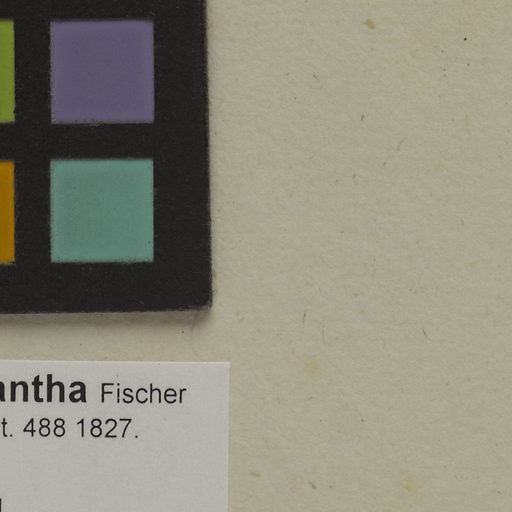 antha Fischer
t. 488 1827.